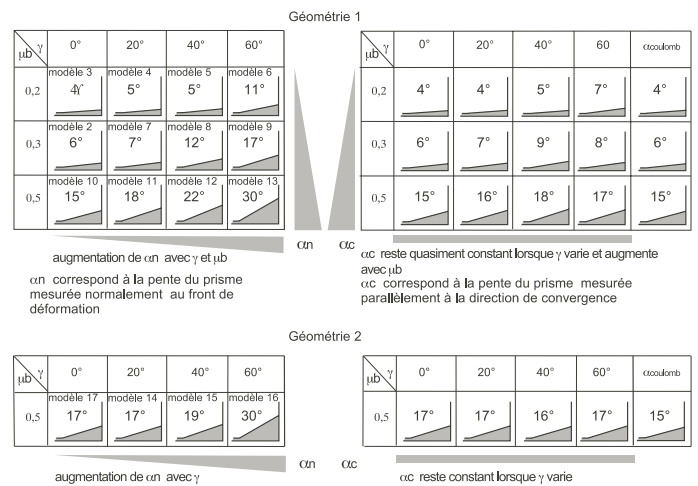 Géométrie 1
μb γ 0° 20° 40° 60°
modèle 3 modèle 4 modèle 5 modèle 6
0,2 4° 5° 5° 11°
modèle 2 modèle 7 modèle 8 modèle 9
0,3 6° 7° 12° 17°
modèle 10 modèle 11 modèle 12 modèle 13
0,5 15° 18° 22° 30°
augmentation de αn avec γ et μb
αn correspond à la pente du prisme
mesurée normalement au front de
déformation
αn αc
μb γ 0° 20° 40° 60 αcoulomb
0,2 4° 4° 5° 7° 4°
0,3 6° 7° 9° 8° 6°
0,5 15° 16° 18° 17° 15°
αc reste quasiment constant lorsque γ varie et augmente
avec μb
αc correspond à la pente du prisme mesurée
parallèlement à la direction de convergence
Géométrie 2
μb γ 0° 20° 40° 60°
modèle 17 modèle 14 modèle 15 modèle 16
0,5 17° 17° 19° 30°
augmentation de αn avec γ
αn αc
μb γ 0° 20° 40° 60° αcoulomb
0,5 17° 17° 16° 17° 15°
αc reste constant lorsque γ varie